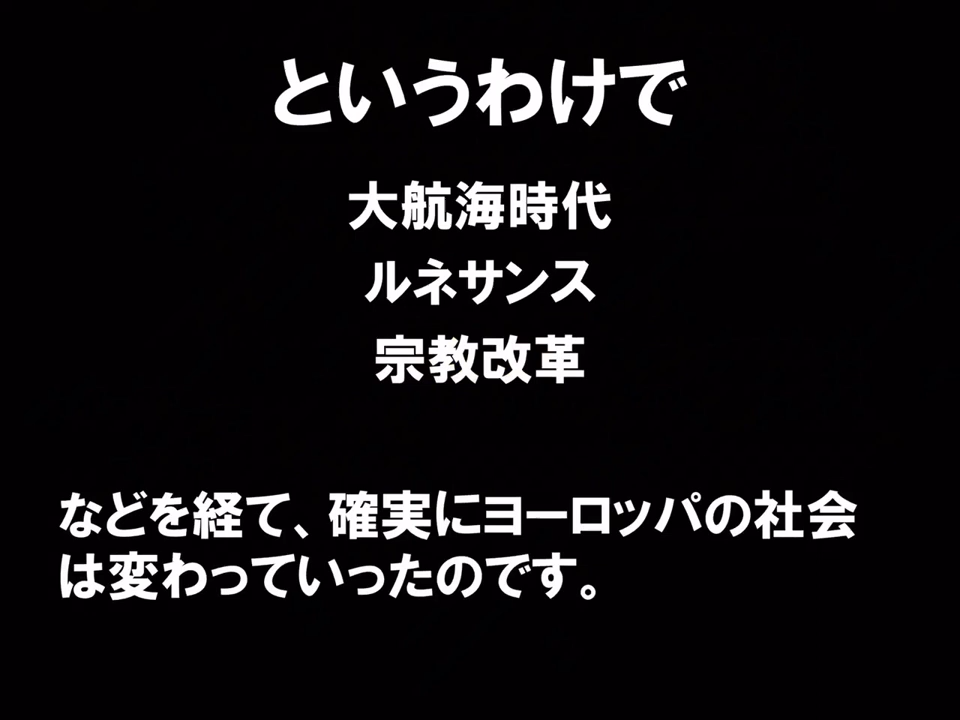 というわけで
大航海時代
ルネサンス
宗教改革
などを経て、確実にヨーロッパの社会
は変わっていったのです。